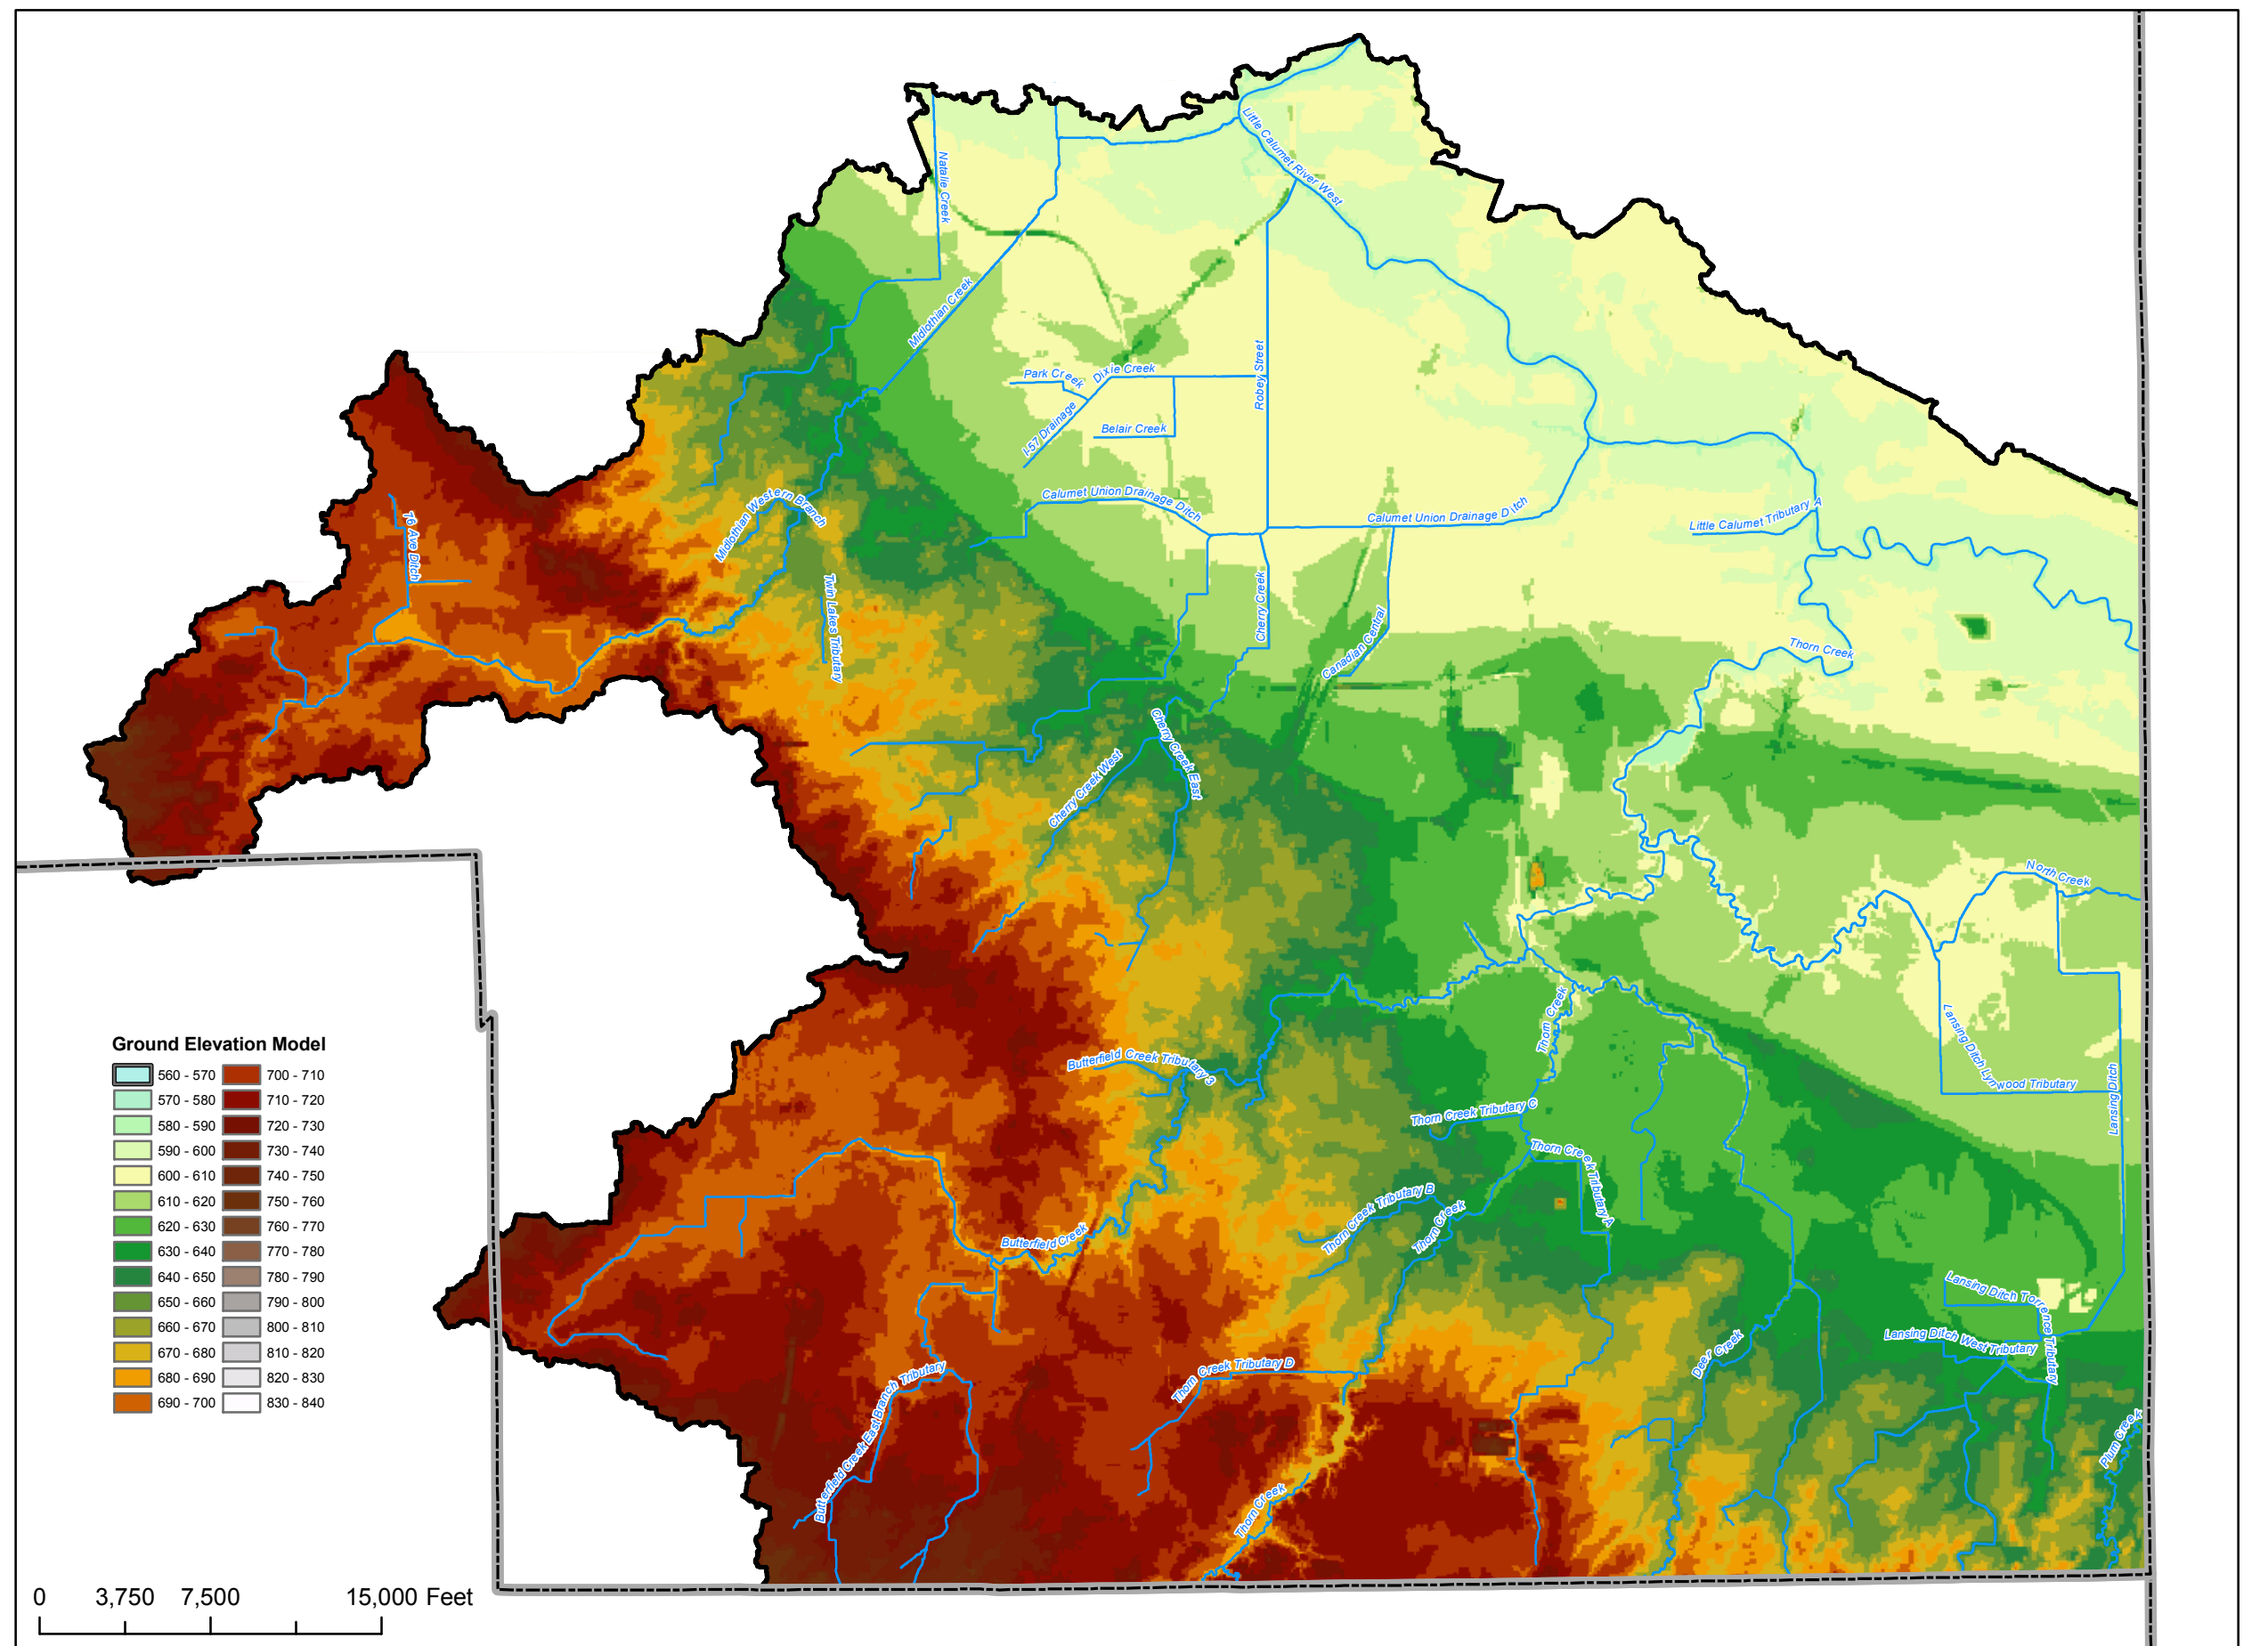 Little Calumet River West
Natalie Creek
Midlothian Creek
Robey Street
Park Creek
Dixie Creek
I-57 Drainage
Belair Creek
Calumet Union Drainage Ditch
Calumet Union Drainage Ditch
Little Calumet Tributary A
Midlothian Western Branch
76 Ave Ditch
Twin Lakes Tributary
Cherry Creek
Canadian Central
Thorn Creek
Cherry Creek West
Cherry Creek East
North Creek
Thorn Creek
Lansing Ditch Lynwood Tributary
Lansing Ditch
Butterfield Creek Tributary 3
Thorn Creek Tributary C
Thorn Creek Tributary A
Thorn Creek Tributary B
Thorn Creek
Butterfield Creek
Lansing Ditch Torrence Tributary
Lansing Ditch West Tributary
Deer Creek
Thorn Creek Tributary D
Butterfield Creek East Branch Tributary
Plum Creek
Thorn Creek
Ground Elevation Model
560 - 570 700 - 710
570 - 580 710 - 720
580 - 590 720 - 730
590 - 600 730 - 740
600 - 610 740 - 750
610 - 620 750 - 760
620 - 630 760 - 770
630 - 640 770 - 780
640 - 650 780 - 790
650 - 660 790 - 800
660 - 670 800 - 810
670 - 680 810 - 820
680 - 690 820 - 830
690 - 700 830 - 840
0 3,750 7,500 15,000 Feet